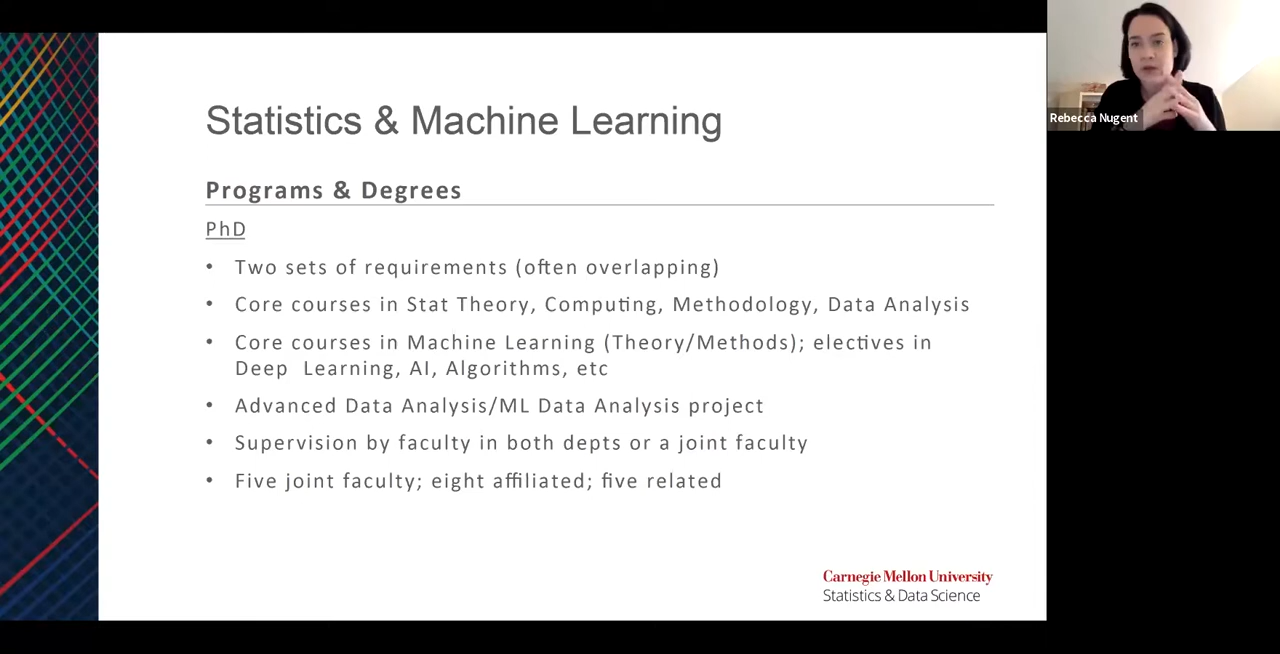 Statistics & Machine Learning
Programs & Degrees
PhD
• Two sets of requirements (often overlapping)
• Core courses in Stat Theory, Computing, Methodology, Data Analysis
• Core courses in Machine Learning (Theory/Methods); electives in
Deep  Learning, AI, Algorithms, etc
• Advanced Data Analysis/ML Data Analysis project
• Supervision by faculty in both depts or a joint faculty
• Five joint faculty; eight affiliated; five related
Carnegie Mellon University
Statistics & Data Science
Rebecca Nugent